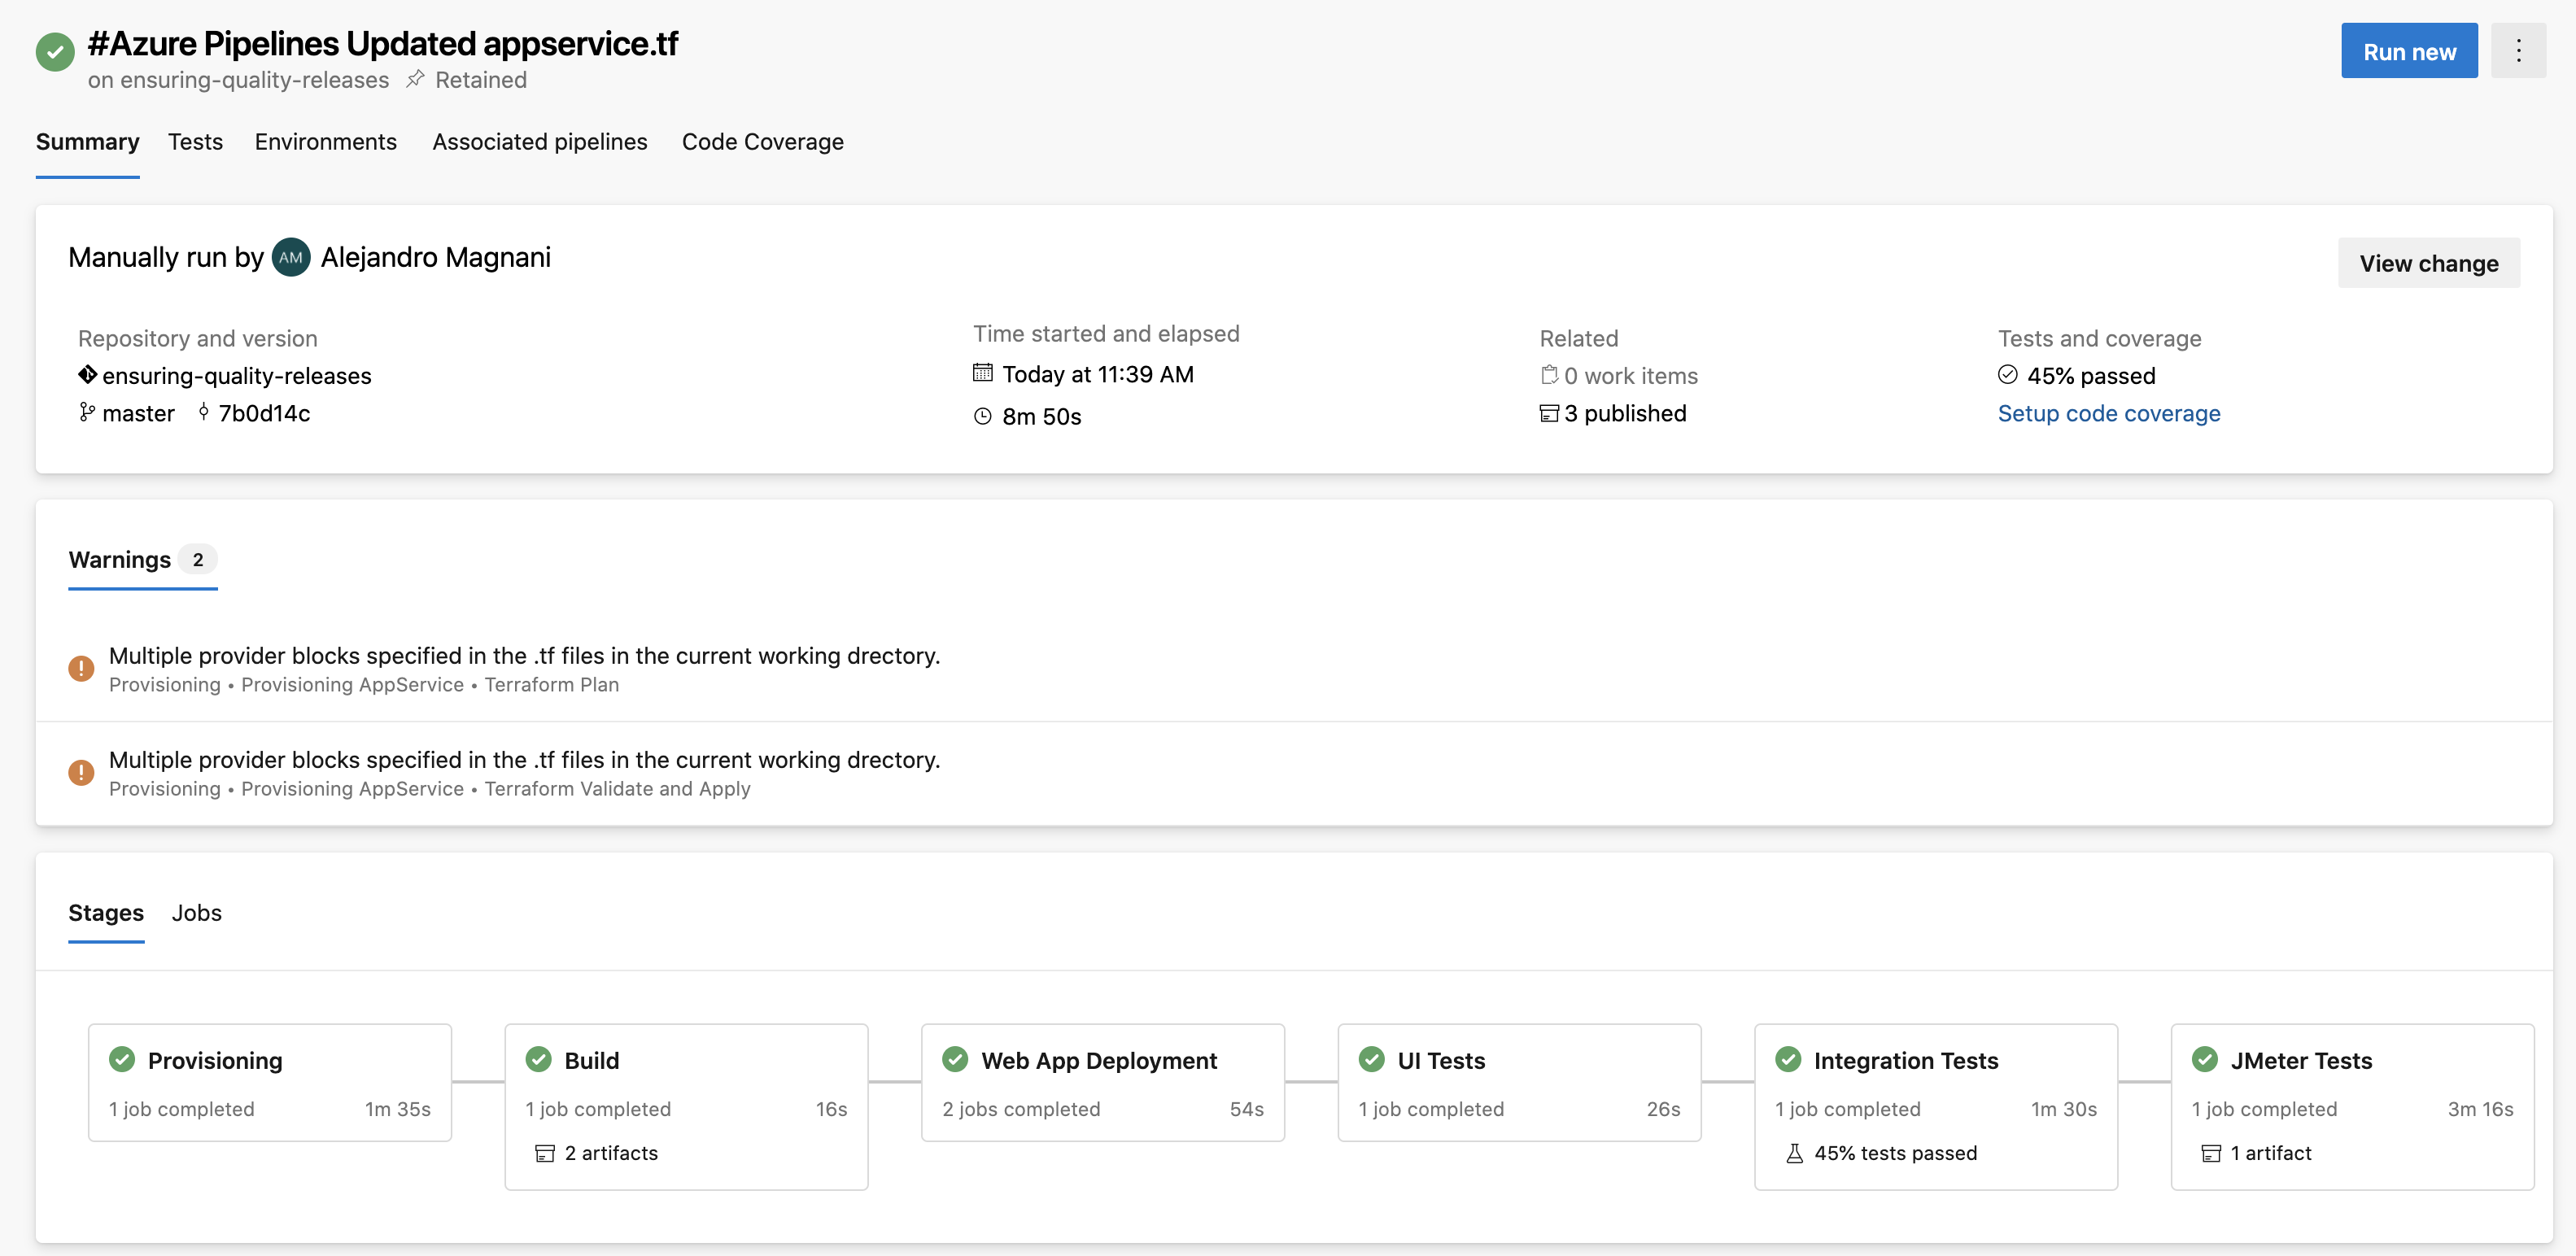 #Azure Pipelines Updated appservice.tf
on ensuring-quality-releases Retained
Run new
Summary Tests Environments Associated pipelines Code Coverage
Manually run by AM Alejandro Magnani
View change
Repository and version
ensuring-quality-releases
master 7b0d14c
Time started and elapsed
Today at 11:39 AM
8m 50s
Related
0 work items
3 published
Tests and coverage
45% passed
Setup code coverage
Warnings 2
Multiple provider blocks specified in the .tf files in the current working drectory.
Provisioning • Provisioning AppService • Terraform Plan
Multiple provider blocks specified in the .tf files in the current working drectory.
Provisioning • Provisioning AppService • Terraform Validate and Apply
Stages Jobs
Provisioning
1 job completed 1m 35s
Build
1 job completed 16s
2 artifacts
Web App Deployment
2 jobs completed 54s
UI Tests
1 job completed 26s
Integration Tests
1 job completed 1m 30s
45% tests passed
JMeter Tests
1 job completed 3m 16s
1 artifact